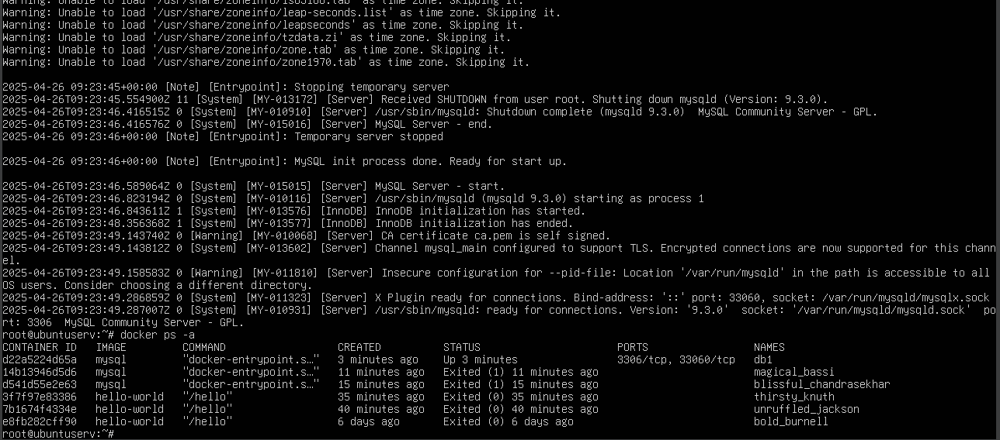 Warning: Unable to load '/usr/share/zoneinfo/iso3166.tab' as time zone. Skipping it.
Warning: Unable to load '/usr/share/zoneinfo/leap-seconds.list' as time zone. Skipping it.
Warning: Unable to load '/usr/share/zoneinfo/leapseconds' as time zone. Skipping it.
Warning: Unable to load '/usr/share/zoneinfo/tzdata.zi' as time zone. Skipping it.
Warning: Unable to load '/usr/share/zoneinfo/zone.tab' as time zone. Skipping it.
Warning: Unable to load '/usr/share/zoneinfo/zone1970.tab' as time zone. Skipping it.
2025-04-26 09:23:45+00:00 [Note] [Entrypoint]: Stopping temporary server
2025-04-26T09:23:45.554900Z 11 [System] [MY-013172] [Server] Received SHUTDOWN from user root. Shutting down mysqld (Version: 9.3.0).
2025-04-26T09:23:46.416515Z 0 [System] [MY-010910] [Server] /usr/sbin/mysqld: Shutdown complete (mysqld 9.3.0)  MySQL Community Server - GPL.
2025-04-26T09:23:46.416576Z 0 [System] [MY-015016] [Server] MySQL Server - end.
2025-04-26 09:23:46+00:00 [Note] [Entrypoint]: Temporary server stopped
2025-04-26 09:23:46+00:00 [Note] [Entrypoint]: MySQL init process done. Ready for start up.
2025-04-26T09:23:46.589064Z 0 [System] [MY-015015] [Server] MySQL Server - start.
2025-04-26T09:23:46.823194Z 0 [System] [MY-010116] [Server] /usr/sbin/mysqld (mysqld 9.3.0) starting as process 1
2025-04-26T09:23:46.843611Z 1 [System] [MY-013576] [InnoDB] InnoDB initialization has started.
2025-04-26T09:23:48.356368Z 1 [System] [MY-013577] [InnoDB] InnoDB initialization has ended.
2025-04-26T09:23:49.143740Z 0 [Warning] [MY-010068] [Server] CA certificate ca.pem is self signed.
2025-04-26T09:23:49.143812Z 0 [System] [MY-013602] [Server] Channel mysql_main configured to support TLS. Encrypted connections are now supported for this chann
el.
2025-04-26T09:23:49.158583Z 0 [Warning] [MY-011810] [Server] Insecure configuration for --pid-file: Location '/var/run/mysqld' in the path is accessible to all
OS users. Consider choosing a different directory.
2025-04-26T09:23:49.286859Z 0 [System] [MY-011323] [Server] X Plugin ready for connections. Bind-address: '::' port: 33060, socket: /var/run/mysqld/mysqlx.sock
2025-04-26T09:23:49.287007Z 0 [System] [MY-010931] [Server] /usr/sbin/mysqld: ready for connections. Version: '9.3.0'  socket: '/var/run/mysqld/mysqld.sock'  po
rt: 3306  MySQL Community Server - GPL.
root@ubuntuserv:~# docker ps -a
CONTAINER ID   IMAGE         COMMAND                  CREATED          STATUS                      PORTS                 NAMES
d22a5224d65a   mysql         "docker-entrypoint.s…"   3 minutes ago    Up 3 minutes                3306/tcp, 33060/tcp   db1
14b13946d5d6   mysql         "docker-entrypoint.s…"   11 minutes ago   Exited (1) 11 minutes ago                         magical_bassi
d541d55e2e63   mysql         "docker-entrypoint.s…"   15 minutes ago   Exited (1) 15 minutes ago                         blissful_chandrasekhar
3f7f97e83386   hello-world   "/hello"                 35 minutes ago   Exited (0) 35 minutes ago                         thirsty_knuth
7b1674f4334e   hello-world   "/hello"                 40 minutes ago   Exited (0) 40 minutes ago                         unruffled_jackson
e8fb282cff90   hello-world   "/hello"                 6 days ago       Exited (0) 6 days ago                             bold_burnell
root@ubuntuserv:~#